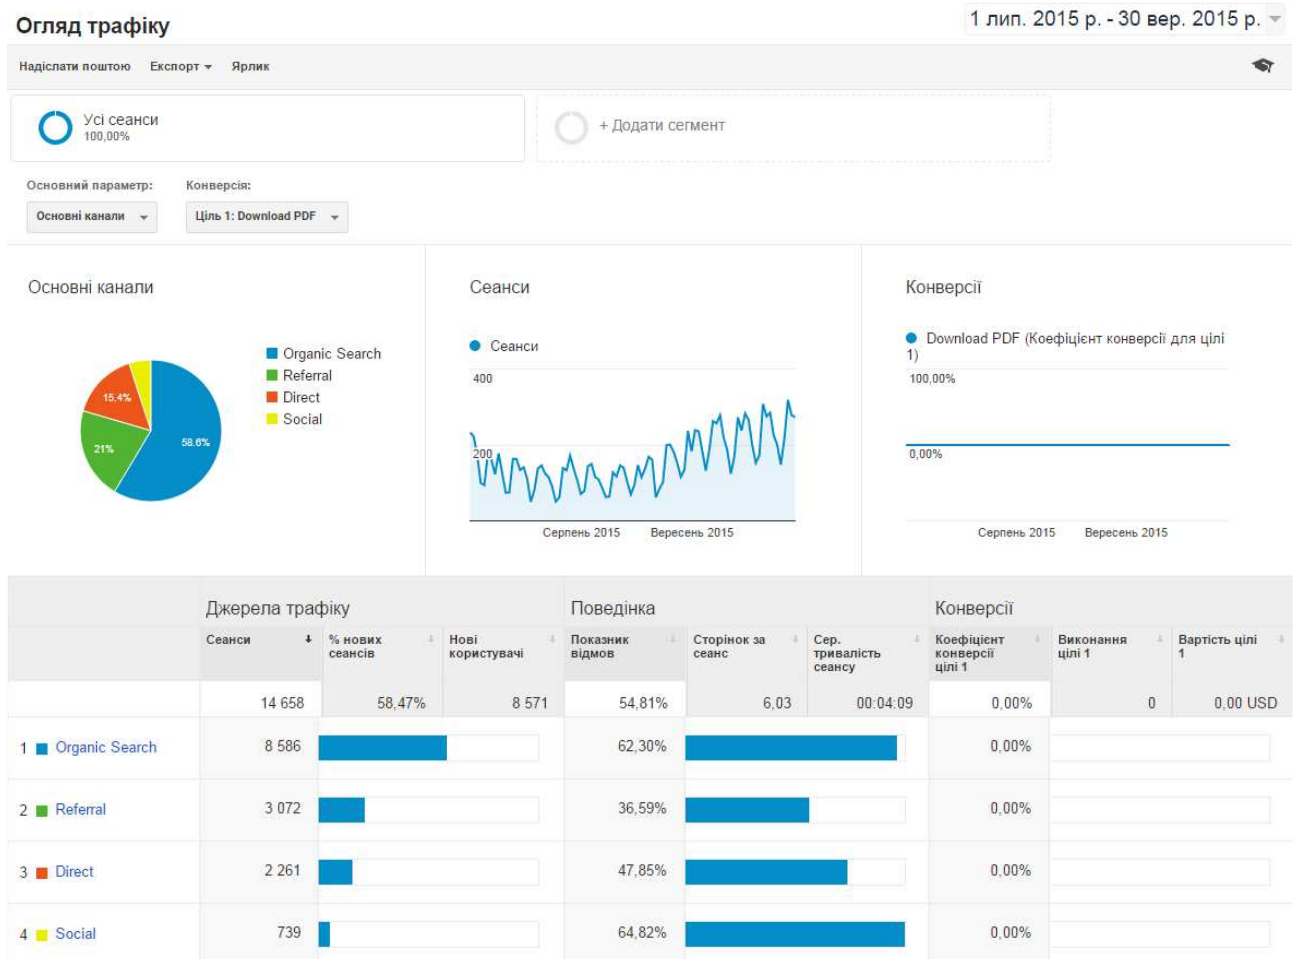 Огляд трафіку
1 лип. 2015 р. - 30 вер. 2015 р.
Надіслати поштою Експорт Ярлик
Усі сеанси
100,00%
+ Додати сегмент
Основний параметр: Конверсія:
Основні канали Ціль 1: Download PDF
Основні канали
Organic Search
Referral
Direct
Social
15,4%
21%
58.6%
Сеанси
Сеанси
400
200
Серпень 2015 Вересень 2015
Конверсії
Download PDF (Коефіцієнт конверсії для цілі
1)
100,00%
0,00%
Серпень 2015 Вересень 2015
Джерела трафіку Поведінка Конверсії
Сеанси % нових сеансів Нові користувачі Показник відмов Сторінок за сеанс Сер. тривалість сеансу Коефіцієнт конверсії цілі 1 Виконання цілі 1 Вартість цілі 1
14 658 58,47% 8 571 54,81% 6,03 00:04:09 0,00% 0 0,00 USD
1 Organic Search 8 586 62,30% 0,00%
2 Referral 3 072 36,59% 0,00%
3 Direct 2 261 47,85% 0,00%
4 Social 739 64,82% 0,00%